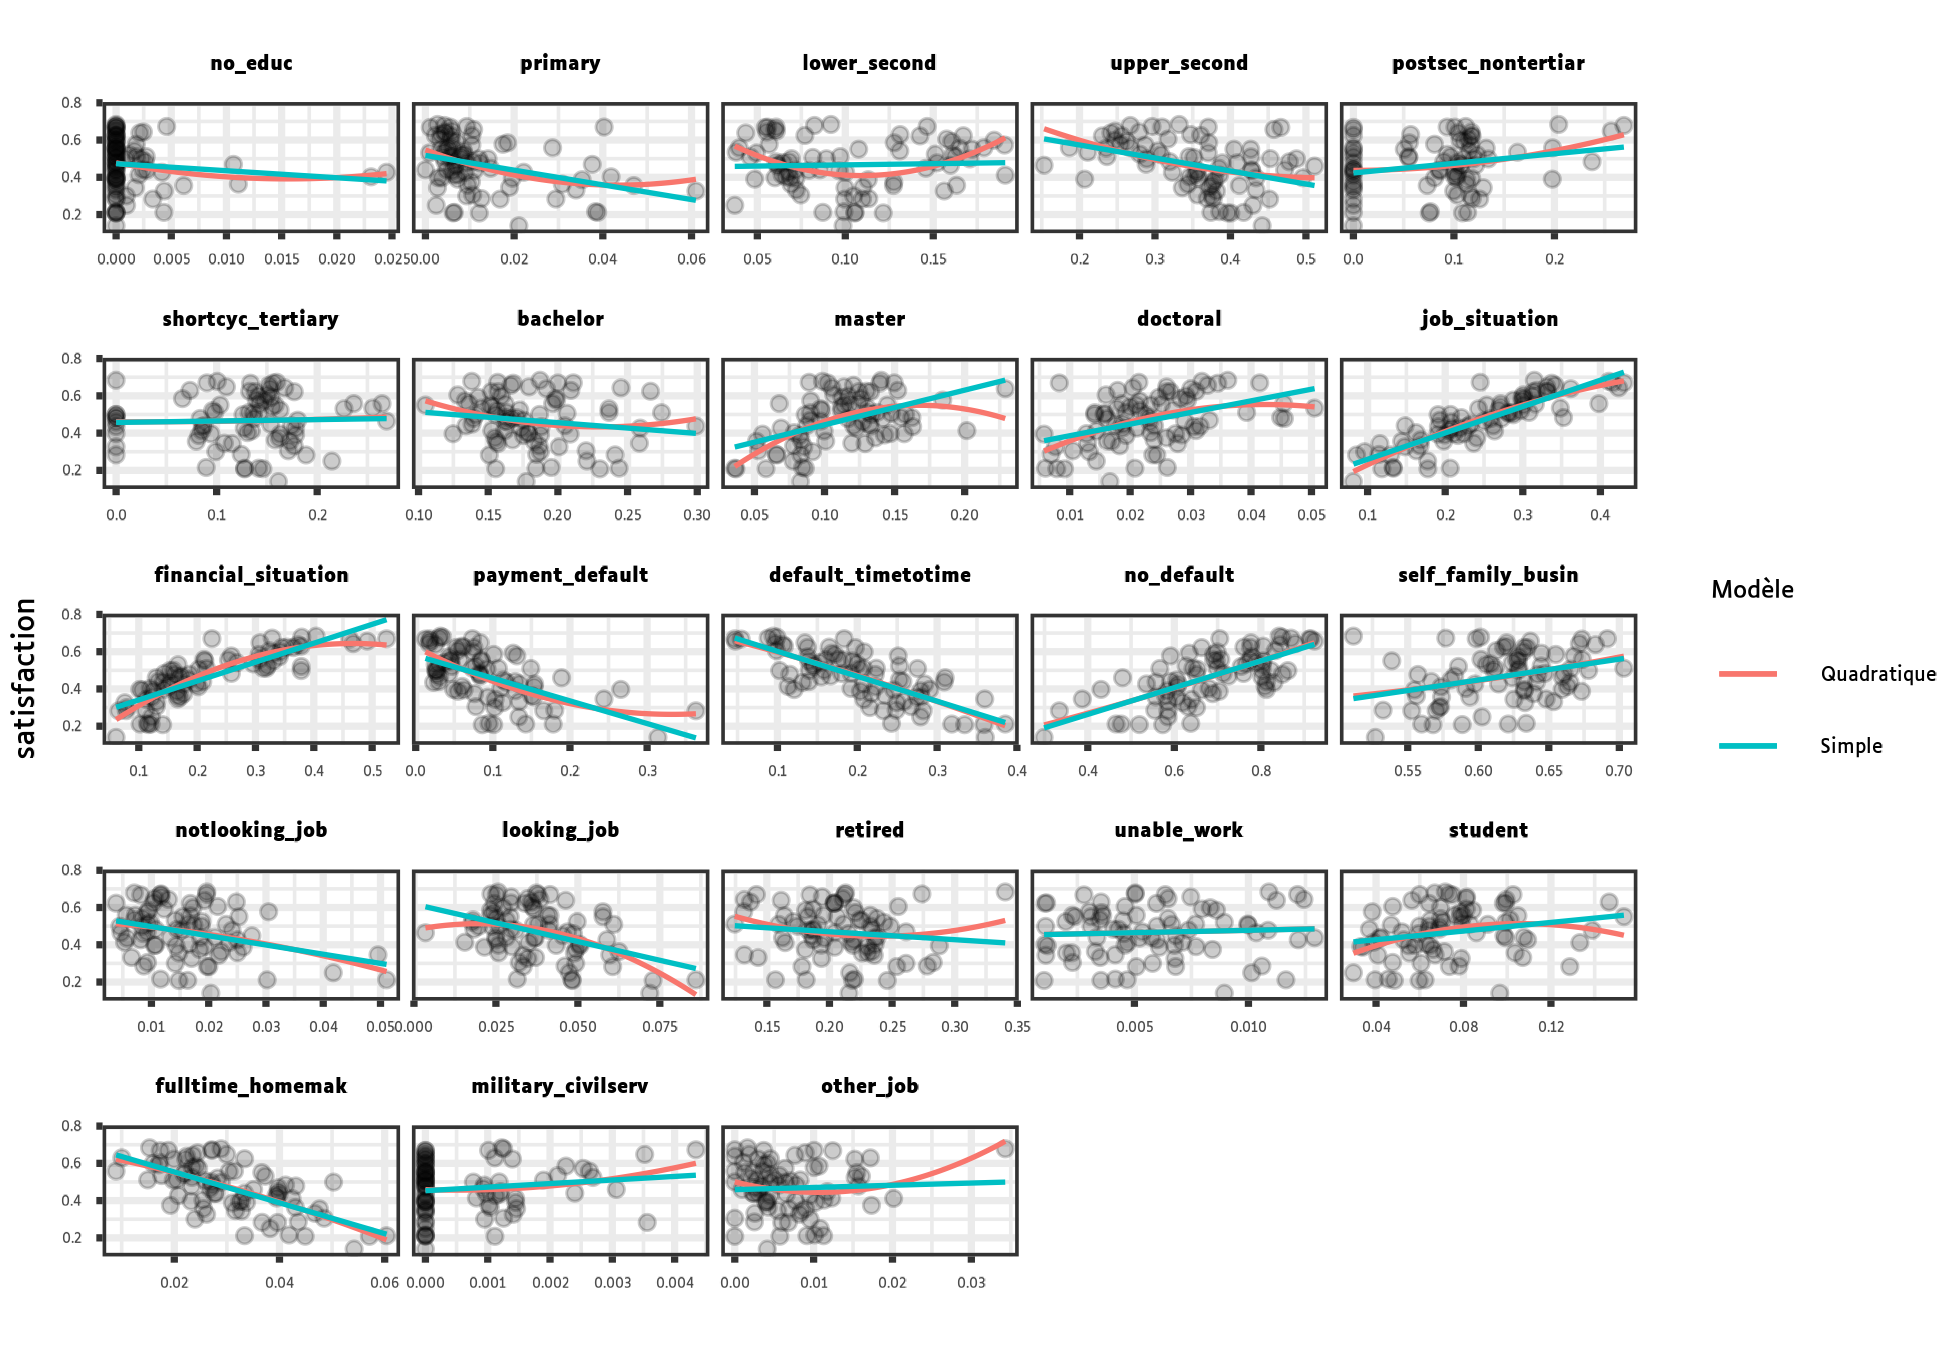 no_educ primary lower_second upper_second postsec_nontertiar
0.8
0.6
0.4
0.2
0.000 0.005 0.010 0.015 0.020 0.025 0.00 0.02 0.04 0.06 0.05 0.10 0.15 0.2 0.3 0.4 0.5 0.0 0.1 0.2
shortcyc_tertiary bachelor master doctoral job_situation
0.8
0.6
0.4
0.2
0.0 0.1 0.2 0.10 0.15 0.20 0.25 0.30 0.05 0.10 0.15 0.20 0.01 0.02 0.03 0.04 0.05 0.1 0.2 0.3 0.4
financial_situation payment_default default_timetotime no_default self_family_busin
0.8
0.6
0.4
0.2
0.1 0.2 0.3 0.4 0.5 0.0 0.1 0.2 0.3 0.1 0.2 0.3 0.4 0.4 0.6 0.8 0.55 0.60 0.65 0.70
satisfaction
Modèle
Quadratique
Simple
notlooking_job looking_job retired unable_work student
0.8
0.6
0.4
0.2
0.01 0.02 0.03 0.04 0.05 0.000 0.025 0.050 0.075 0.15 0.20 0.25 0.30 0.35 0.005 0.010 0.04 0.08 0.12
fulltime_homemak military_civilserv other_job
0.8
0.6
0.4
0.2
0.02 0.04 0.06 0.000 0.001 0.002 0.003 0.004 0.00 0.01 0.02 0.03